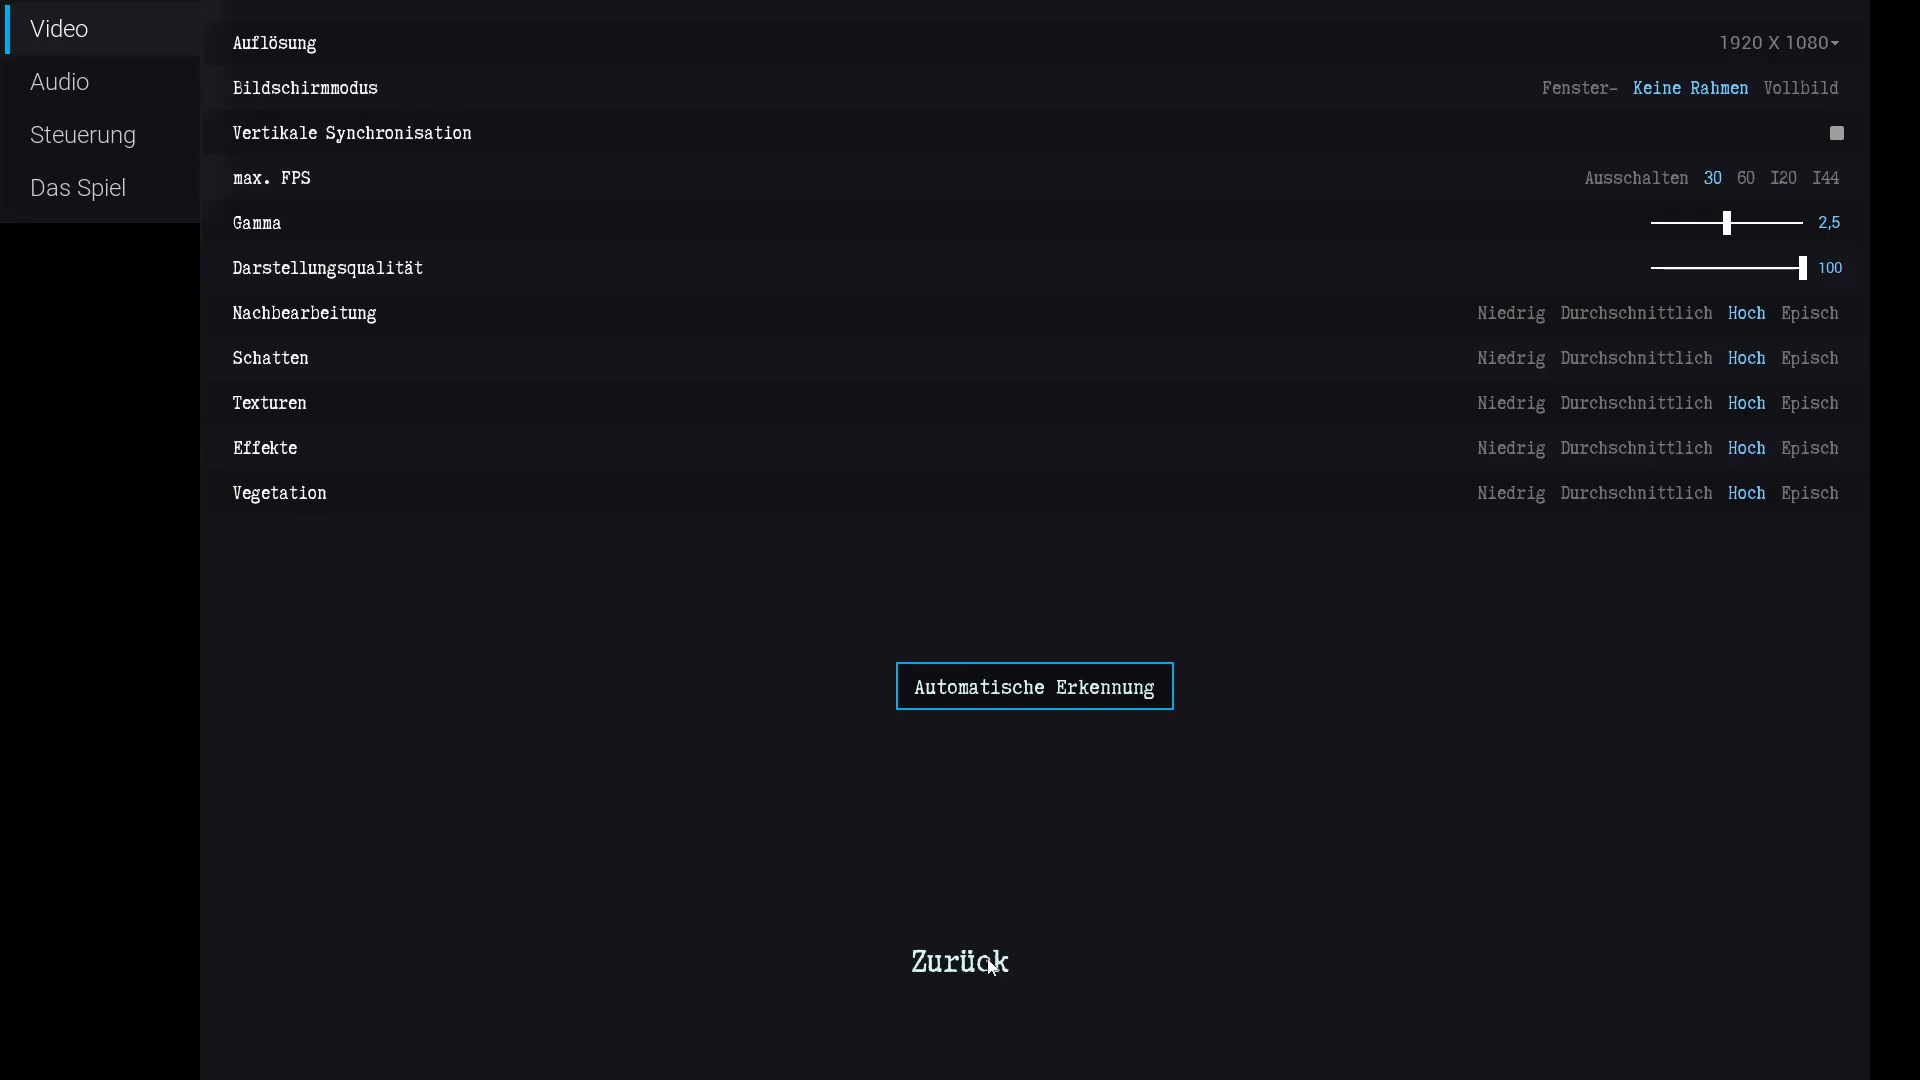 Video
Audio
Steuerung
Das Spiel
Auflösung 1920 X 1080
Bildschirmmodus Fenster- Keine Rahmen Vollbild
Vertikale Synchronisation
max. FPS Ausschalten 30 60 120 144
Gamma 2,5
Darstellungsqualität 100
Nachbearbeitung Niedrig Durchschnittlich Hoch Episch
Schatten Niedrig Durchschnittlich Hoch Episch
Texturen Niedrig Durchschnittlich Hoch Episch
Effekte Niedrig Durchschnittlich Hoch Episch
Vegetation Niedrig Durchschnittlich Hoch Episch
Automatische Erkennung
Zurück